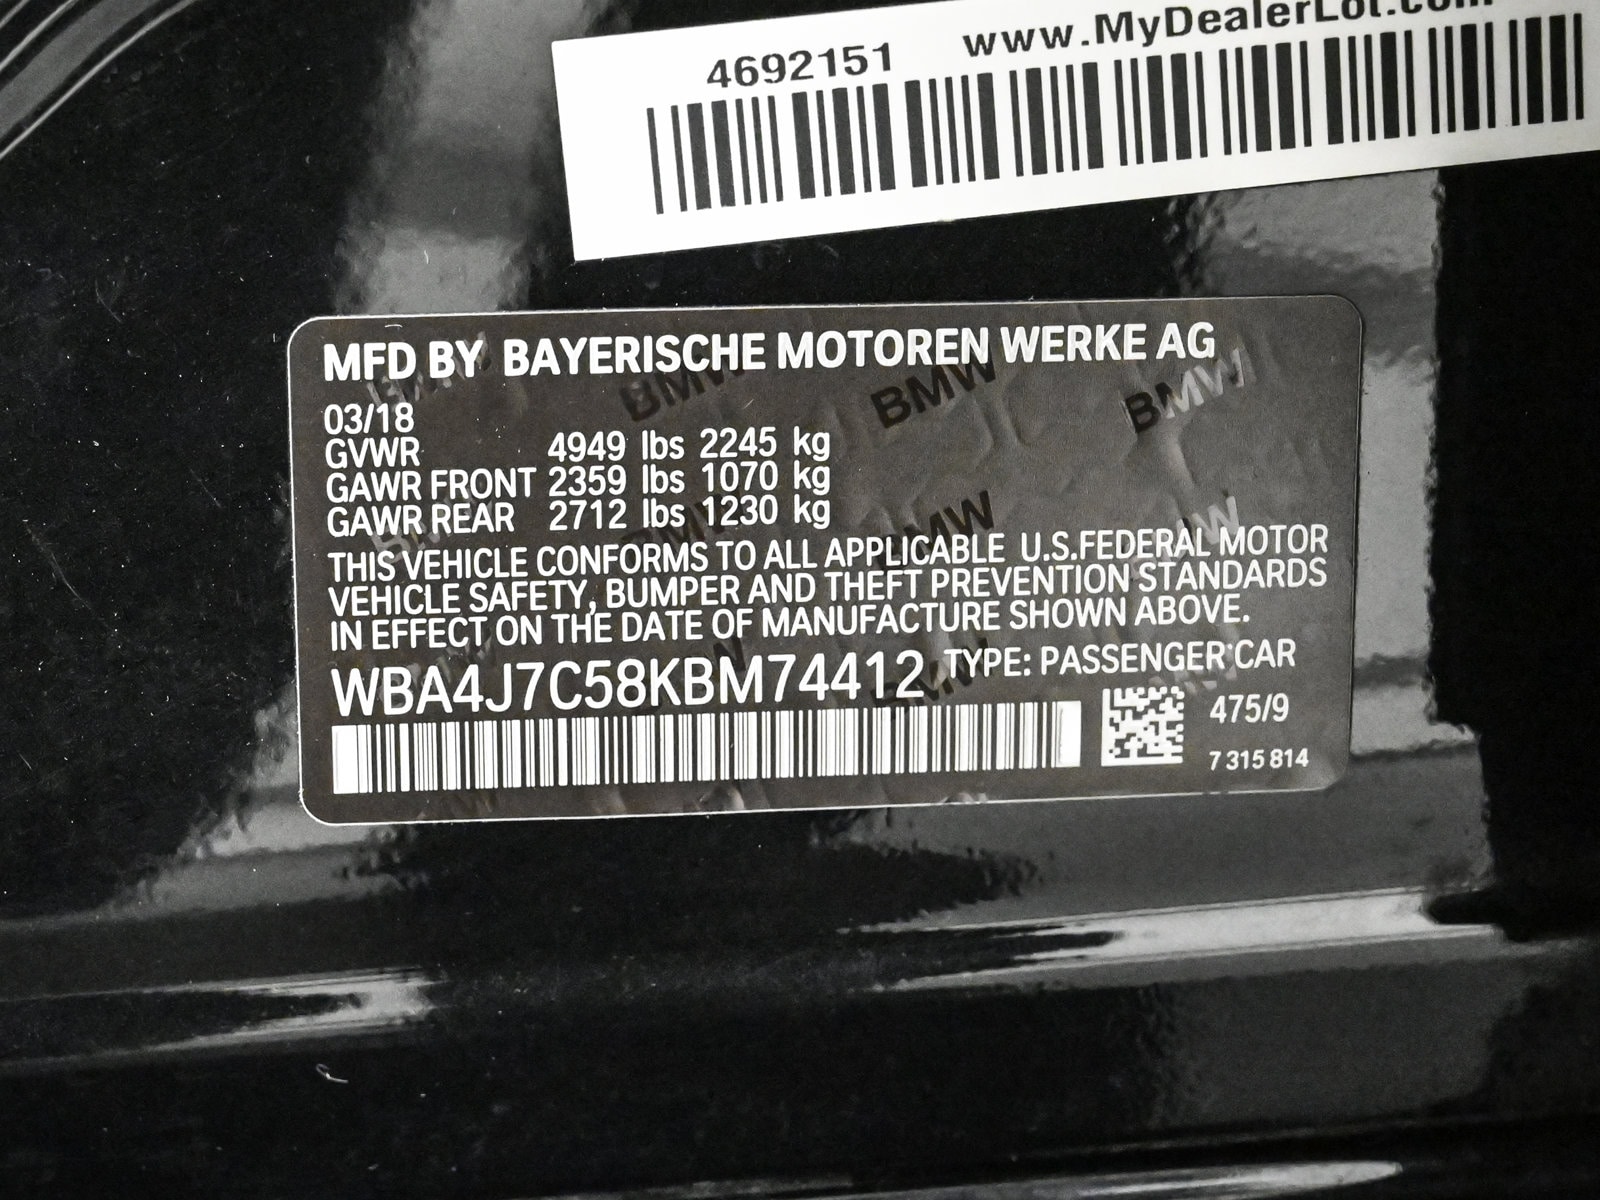 4692151 www.MyDealerLot.com
MFD BY BAYERISCHE MOTOREN WERKE AG
03/18
GVWR 4949 lbs 2245 kg
GAWR FRONT 2359 lbs 1070 kg
GAWR REAR 2712 lbs 1230 kg
THIS VEHICLE CONFORMS TO ALL APPLICABLE U.S.FEDERAL MOTOR
VEHICLE SAFETY, BUMPER AND THEFT PREVENTION STANDARDS
IN EFFECT ON THE DATE OF MANUFACTURE SHOWN ABOVE.
WBA4J7C58KBM74412 TYPE: PASSENGER CAR
475/9
7 315 814